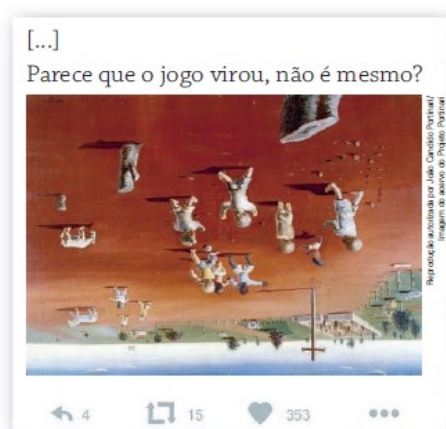 [...]
Parece que o jogo virou, não é mesmo?
Reprodução autorizada por João Candido Portinari/
Imagem do acervo do Projeto Portinari
4 15 353